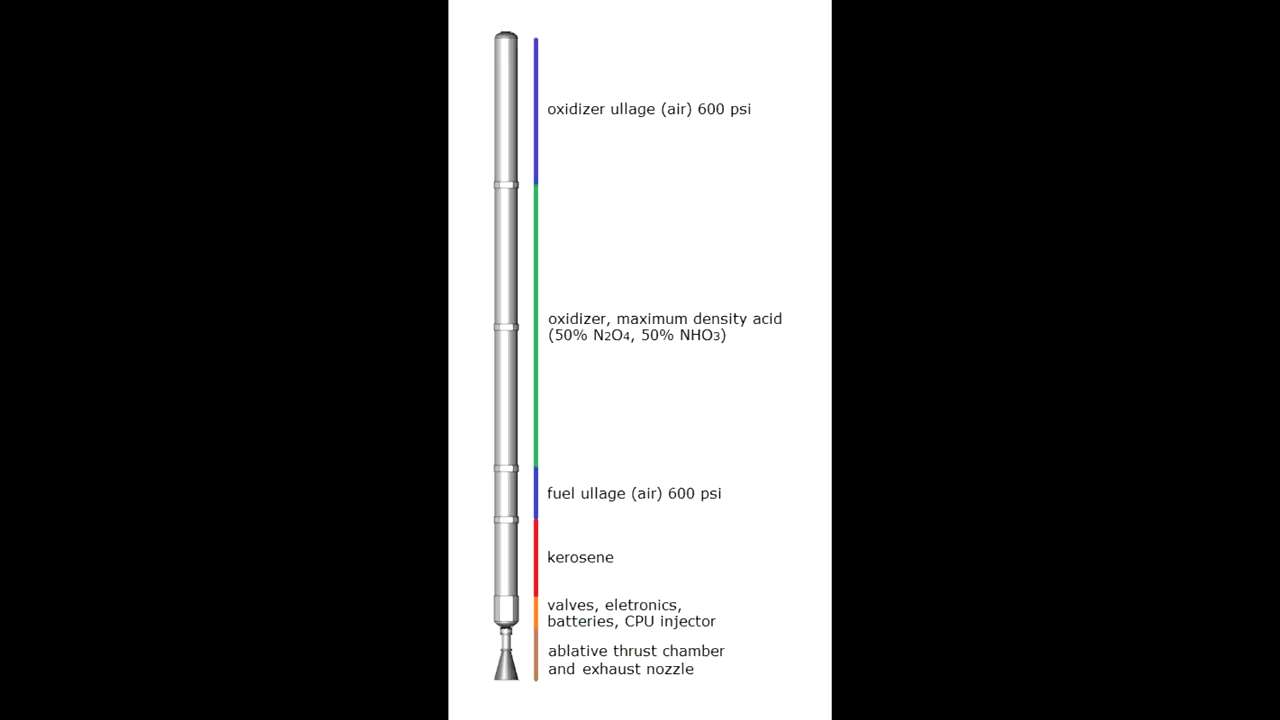 oxidizer ullage (air) 600 psi
oxidizer, maximum density acid
(50% N2O4, 50% NHO3)
fuel ullage (air) 600 psi
kerosene
valves, eletronics,
batteries, CPU injector
ablative thrust chamber
and exhaust nozzle